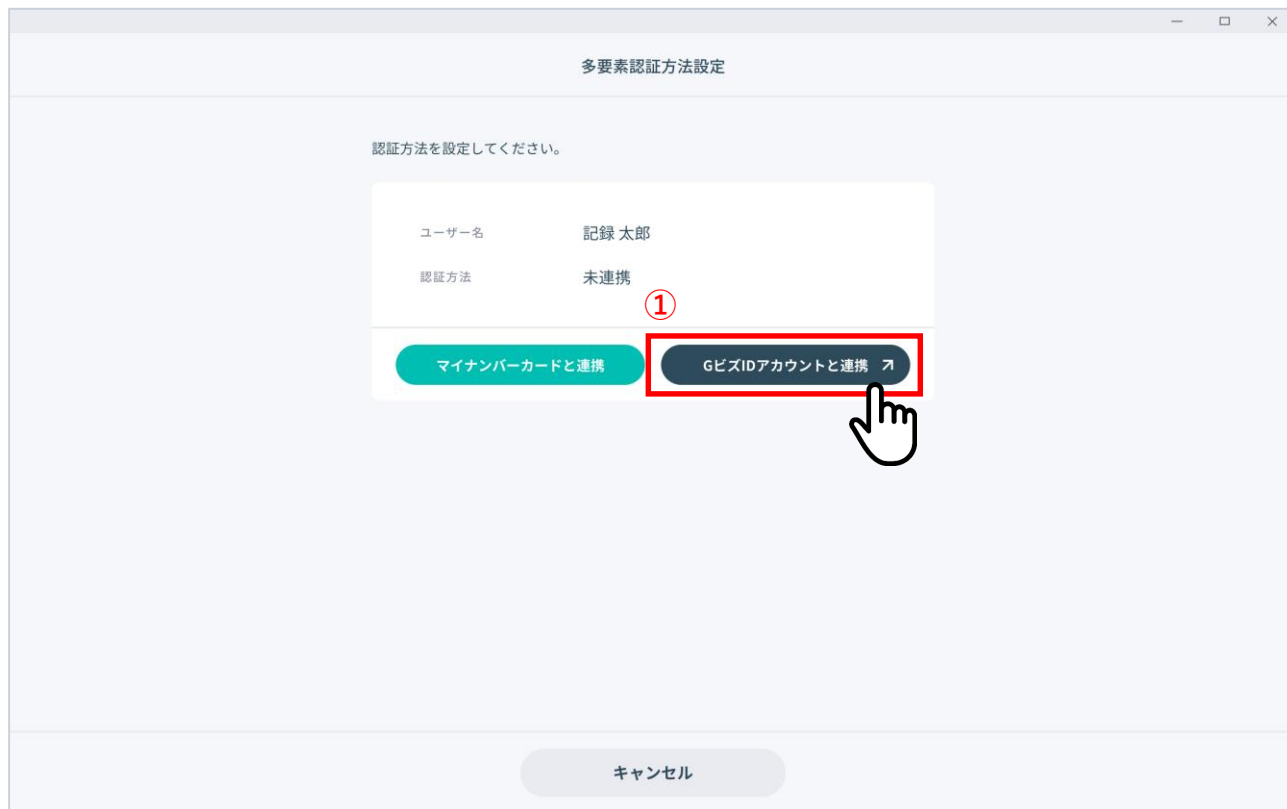 多要素認証方法設定
認証方法を設定してください。
ユーザー名 記録 太郎
認証方法 未連携
①
マイナンバーカードと連携 GビズIDアカウントと連携
キャンセル